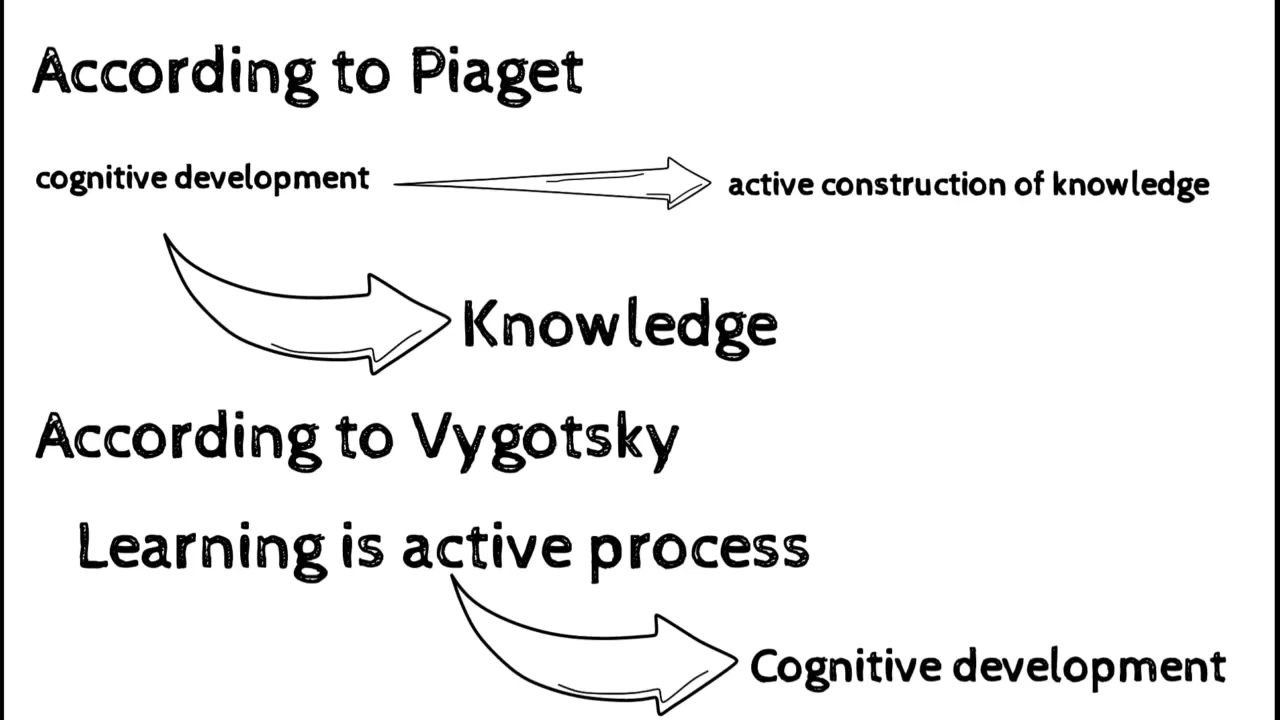 According to Piaget
cognitive development
active construction of knowledge
Knowledge
According to Vygotsky
Learning is active process
Cognitive development